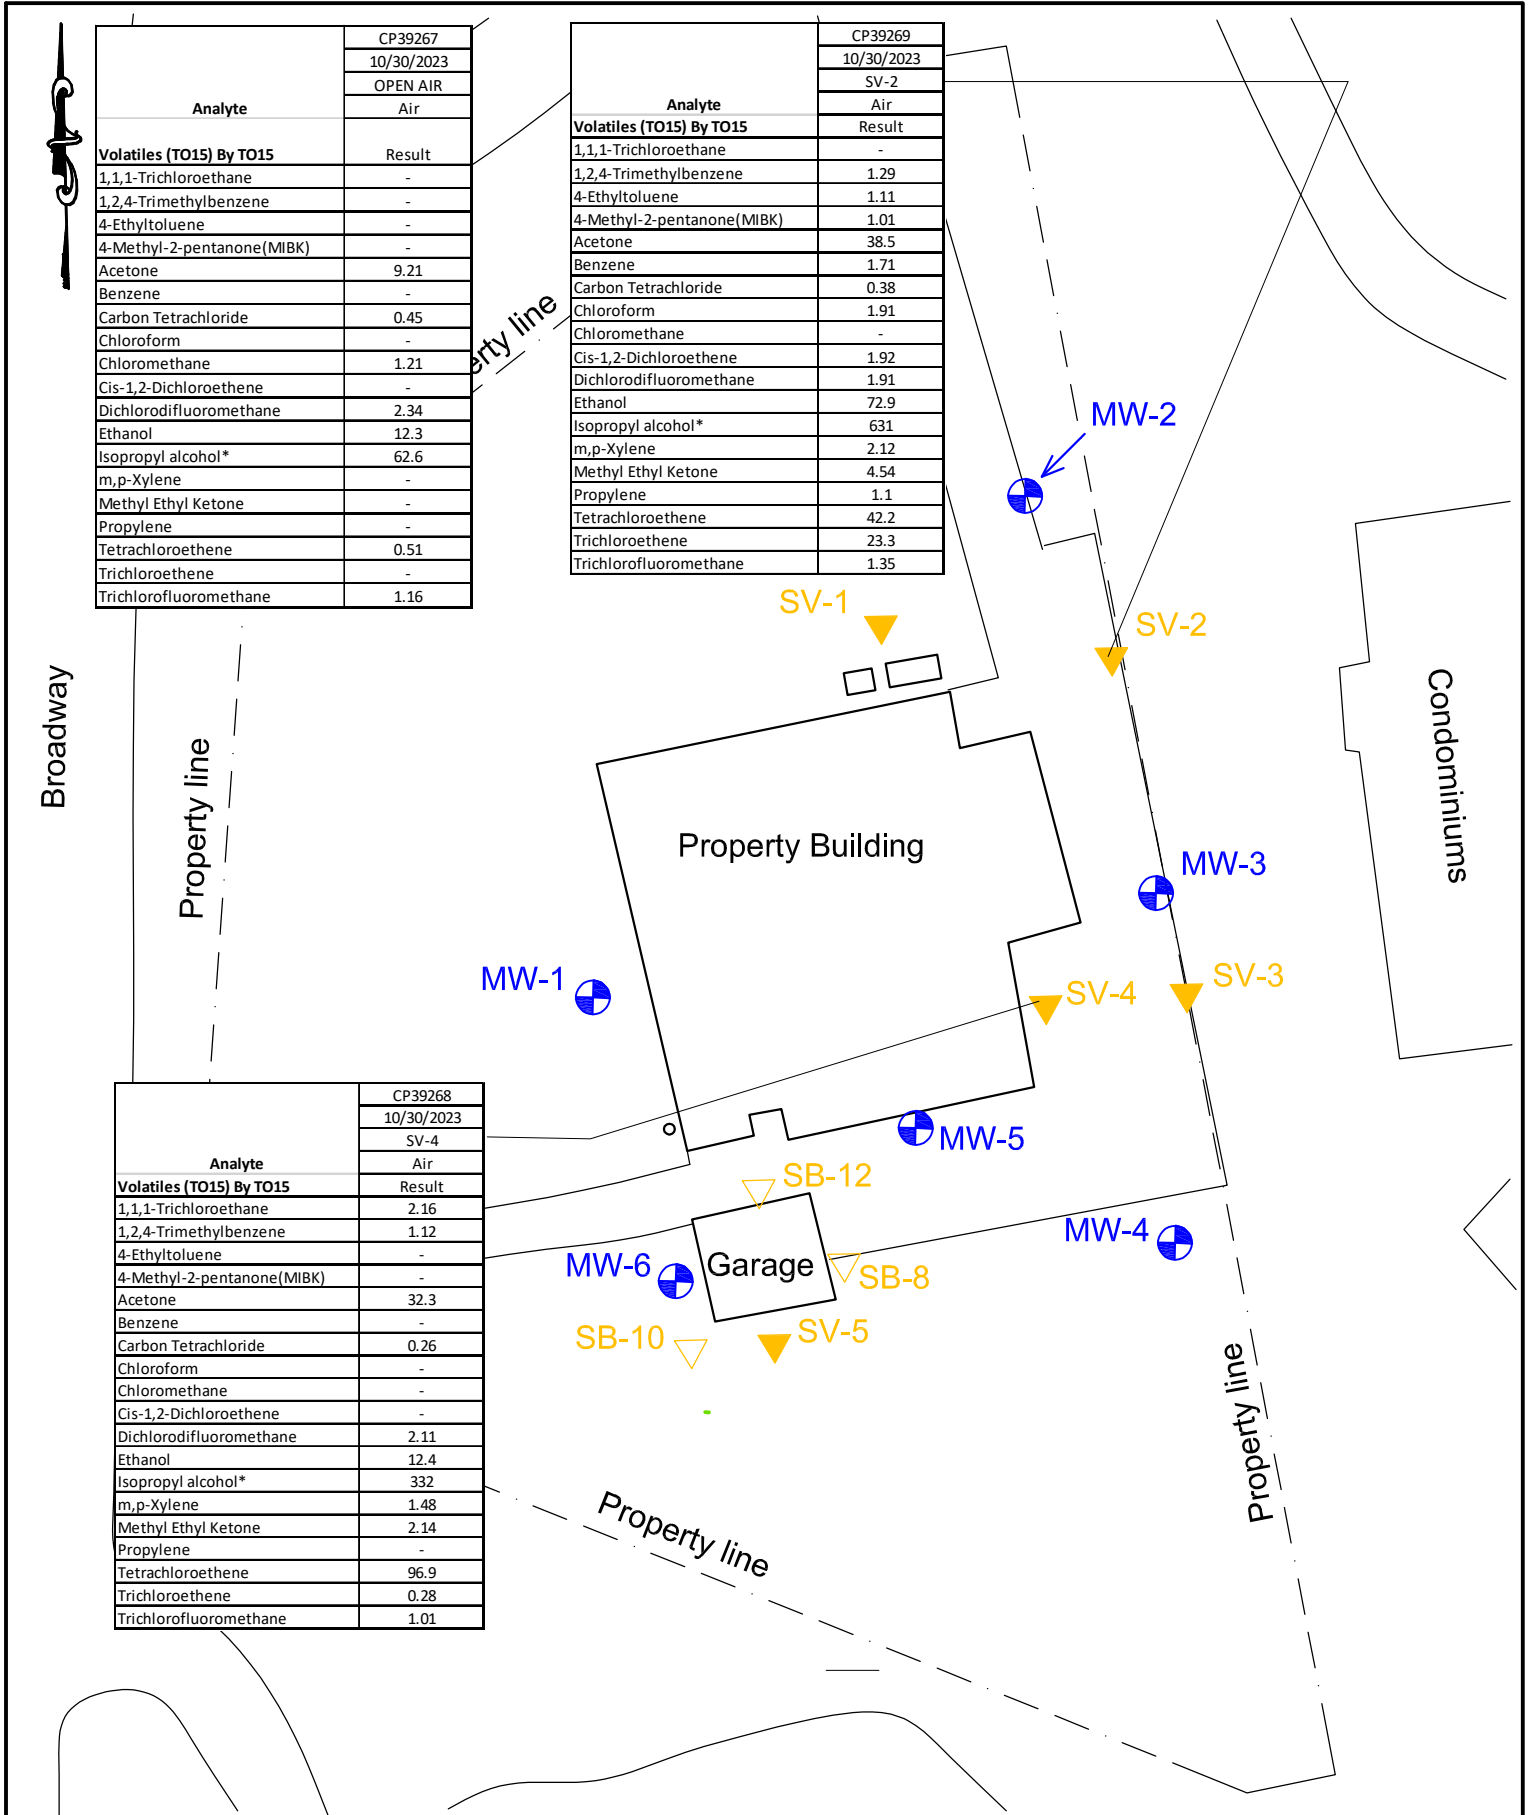 CP39267
10/30/2023
OPEN AIR
Analyte Air
Volatiles (TO15) By TO15 Result
1,1,1-Trichloroethane -
1,2,4-Trimethylbenzene -
4-Ethyltoluene -
4-Methyl-2-pentanone(MIBK) -
Acetone 9.21
Benzene -
Carbon Tetrachloride 0.45
Chloroform -
Chloromethane 1.21
Cis-1,2-Dichloroethene -
Dichlorodifluoromethane 2.34
Ethanol 12.3
Isopropyl alcohol* 62.6
m,p-Xylene -
Methyl Ethyl Ketone -
Propylene -
Tetrachloroethene 0.51
Trichloroethene -
Trichlorofluoromethane 1.16
erty line
CP39269
10/30/2023
SV-2
Analyte Air
Volatiles (TO15) By TO15 Result
1,1,1-Trichloroethane -
1,2,4-Trimethylbenzene 1.29
4-Ethyltoluene 1.11
4-Methyl-2-pentanone(MIBK) 1.01
Acetone 38.5
Benzene 1.71
Carbon Tetrachloride 0.38
Chloroform 1.91
Chloromethane -
Cis-1,2-Dichloroethene 1.92
Dichlorodifluoromethane 1.91
Ethanol 72.9
Isopropyl alcohol* 631
m,p-Xylene 2.12
Methyl Ethyl Ketone 4.54
Propylene 1.1
Tetrachloroethene 42.2
Trichloroethene 23.3
Trichlorofluoromethane 1.35
MW-2
SV-1
SV-2
Broadway
Property line
Condominiums
Property Building
MW-3
MW-1
SV-4
SV-3
MW-5
SB-12
MW-4
MW-6
Garage
SB-8
SB-10
SV-5
Property line
Property line
CP39268
10/30/2023
SV-4
Analyte Air
Volatiles (TO15) By TO15 Result
1,1,1-Trichloroethane 2.16
1,2,4-Trimethylbenzene 1.12
4-Ethyltoluene -
4-Methyl-2-pentanone(MIBK) -
Acetone 32.3
Benzene -
Carbon Tetrachloride 0.26
Chloroform -
Chloromethane -
Cis-1,2-Dichloroethene -
Dichlorodifluoromethane 2.11
Ethanol 12.4
Isopropyl alcohol* 332
m,p-Xylene 1.48
Methyl Ethyl Ketone 2.14
Propylene -
Tetrachloroethene 96.9
Trichloroethene 0.28
Trichlorofluoromethane 1.01